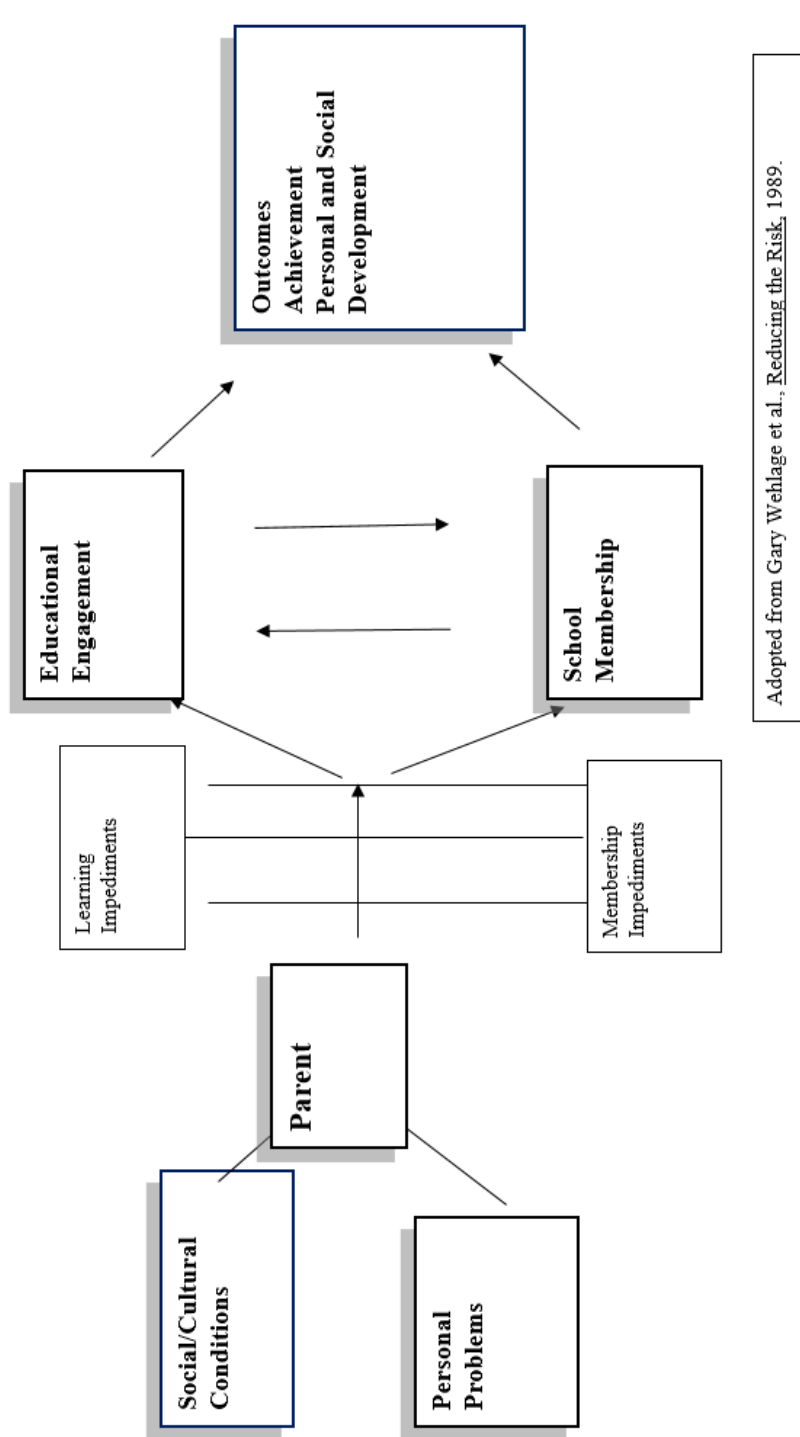 Social/Cultural
Conditions
Personal
Problems
Parent
Learning
Impediments
Membership
Impediments
Educational
Engagement
School
Membership
Outcomes
Achievement
Personal and Social
Development
Adopted from Gary Wehlage et al., Reducing the Risk, 1989.